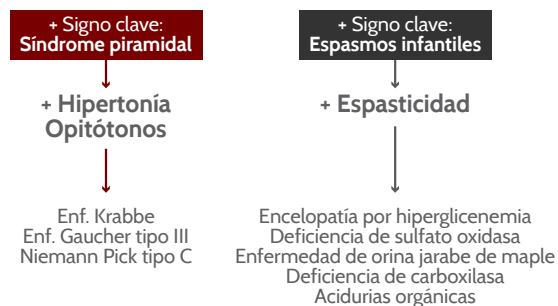 + Signo clave:
Síndrome piramidal
+ Hipertonía
Opitótonos
Enf. Krabbe
Enf. Gaucher tipo III
Niemann Pick tipo C
+ Signo clave:
Espasmos infantiles
+ Espasticidad
Encelopatía por hiperglicenemia
Deficiencia de sulfato oxidasa
Enfermedad de orina jarabe de maple
Deficiencia de carboxilasa
Acidurias orgánicas